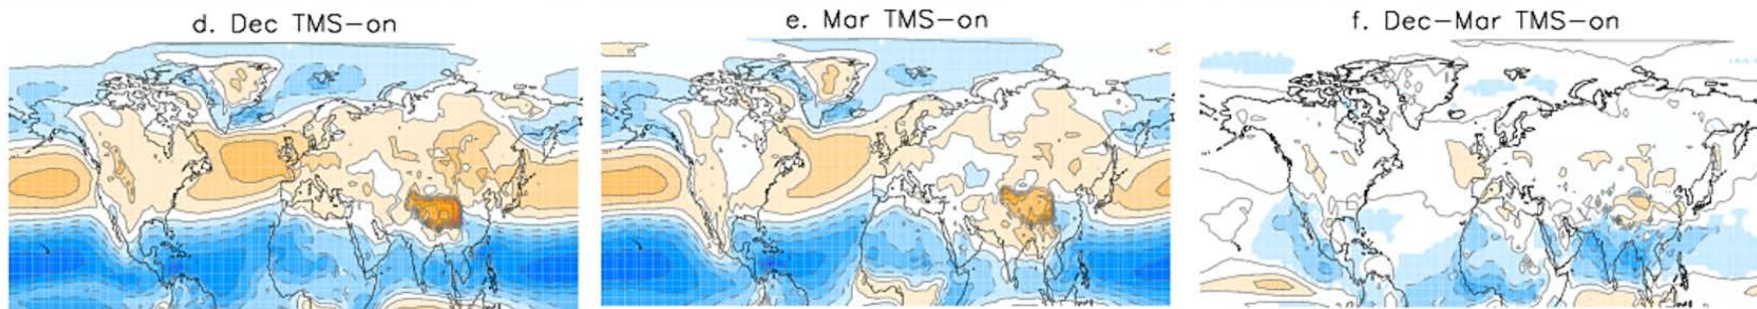 d. Dec TMS-on
e. Mar TMS-on
f. Dec-Mar TMS-on